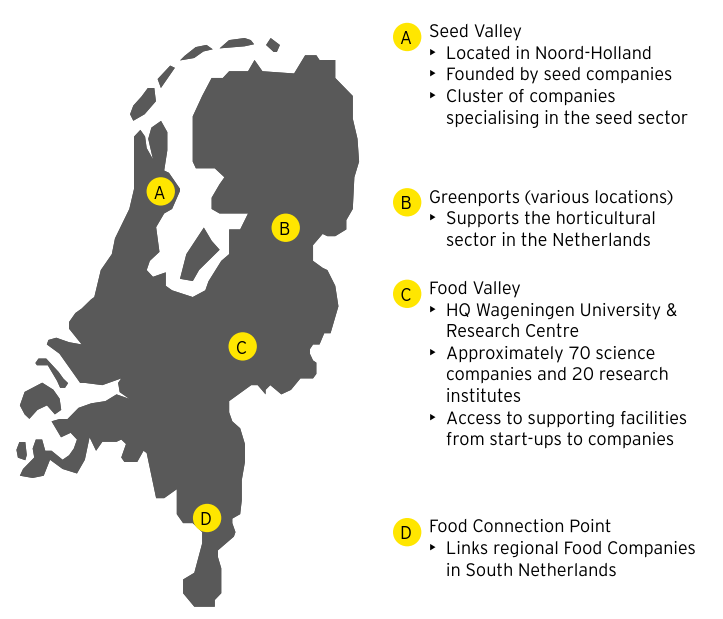 A
Seed Valley
‣ Located in Noord-Holland
‣ Founded by seed companies
‣ Cluster of companies
specialising in the seed sector
A
B
Greenports (various locations)
‣ Supports the horticultural
sector in the Netherlands
B
C
Food Valley
‣ HQ Wageningen University &
Research Centre
‣ Approximately 70 science
companies and 20 research
institutes
‣ Access to supporting facilities
from start-ups to companies
C
D
Food Connection Point
‣ Links regional Food Companies
in South Netherlands
D